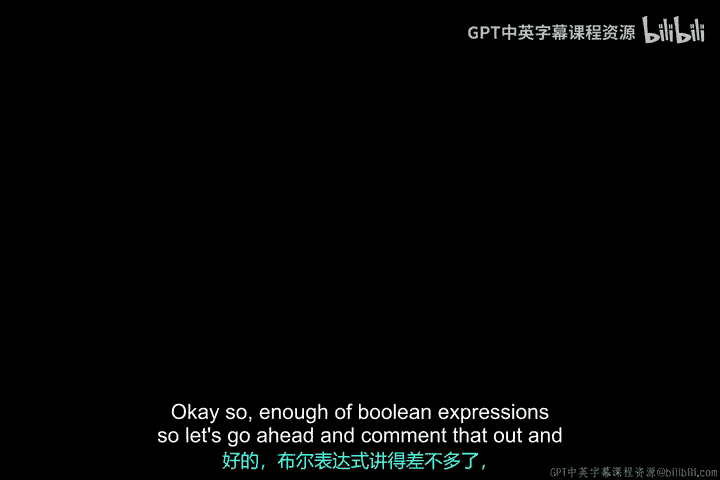 GPT中英字幕课程资源 bilibili
Okay so, enough of boolean expressions
so let's go ahead and comment that out and
好的，布尔表达式讲得差不多了，
GPT中英字幕课程资源@bilibili.com